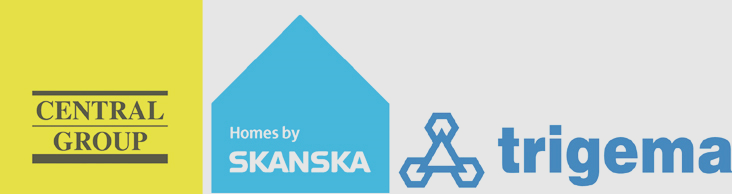 CENTRAL
GROUP
Homes by
SKANSKA
trigema